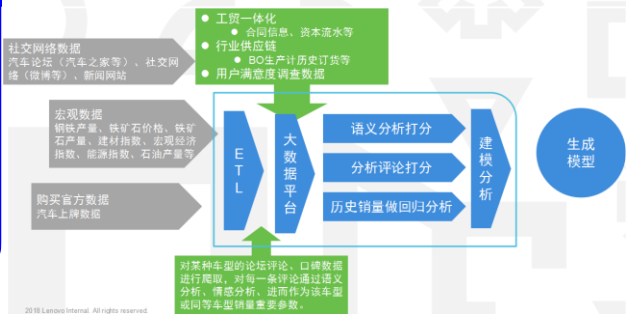 社交网络数据
汽车论坛（汽车之家等）、社交网
络（微博等）、新闻网站
工贸一体化
合同信息、资本流水等
行业供应链
BO生产计历史订货等
用户满意度调查数据
宏观数据
钢铁产量、铁矿石价格、铁矿
石产量、建材指数、宏观经济
指数、能源指数、石油产量等
购买官方数据
汽车上牌数据
ETL
大数据平台
语义分析打分
分析评论打分
历史销量做回归分析
建模分析
生成
模型
对某种车型的论坛评论、口碑数据
进行爬取，对每一条评论通过语义
分析、情感分析、进而作为该车型
或同等车型销量重要参数。
2018 Lenovo Internal. All rights reserved.